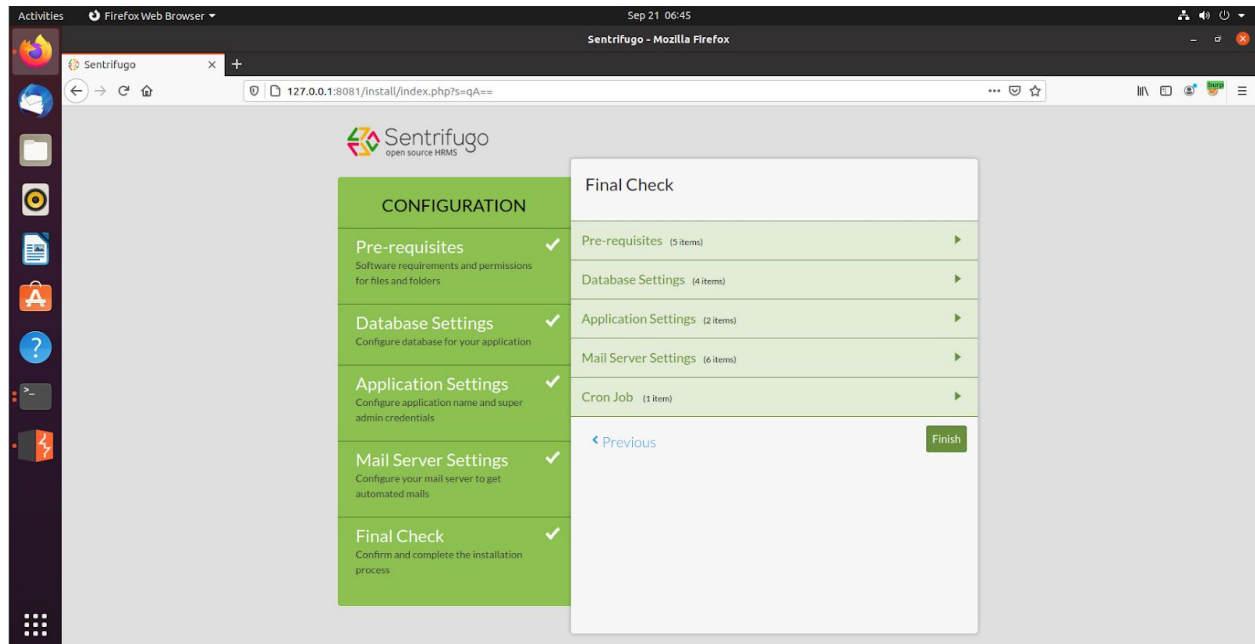 Activities Firefox Web Browser Sep 21 06:45
Sentrifugo - Mozilla Firefox
Sentrifugo
127.0.0.1:8081/install/index.php?s=qA==
burp
Sentrifugo
open source HRMS
CONFIGURATION
Pre-requisites
Software requirements and permissions
for files and folders
Database Settings
Configure database for your application
Application Settings
Configure application name and super
admin credentials
Mail Server Settings
Configure your mail server to get
automated mails
Final Check
Confirm and complete the installation
process
Final Check
Pre-requisites (5 items)
Database Settings (4 items)
Application Settings (2 items)
Mail Server Settings (6 items)
Cron Job (1 item)
Previous
Finish